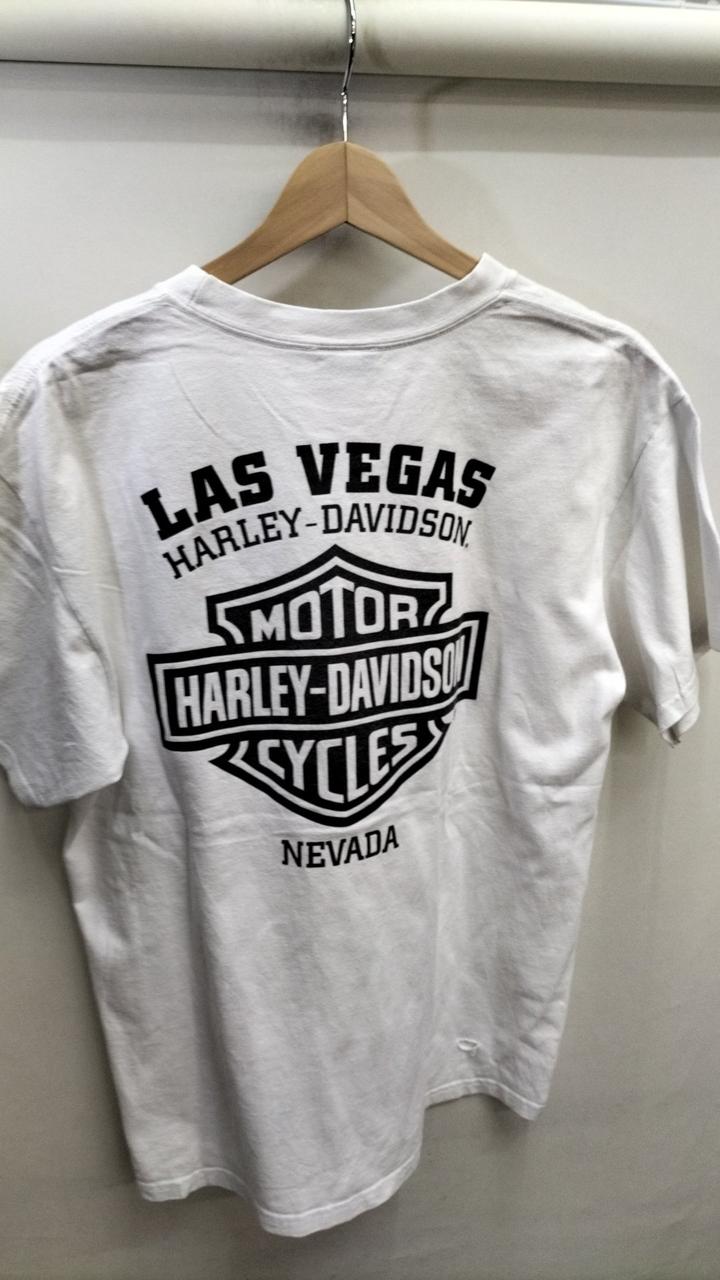 LAS VEGAS
HARLEY-DAVIDSON.
MOTOR
HARLEY-DAVIDSON
CYCLES
NEVADA